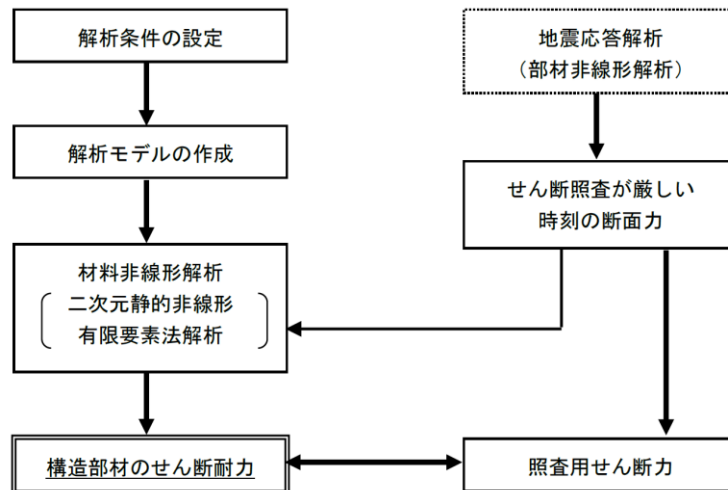 解析条件の設定
解析モデルの作成
材料非線形解析
二次元静的非線形
有限要素法解析
構造部材のせん断耐力
地震応答解析
（部材非線形解析）
せん断照査が厳しい
時刻の断面力
照査用せん断力